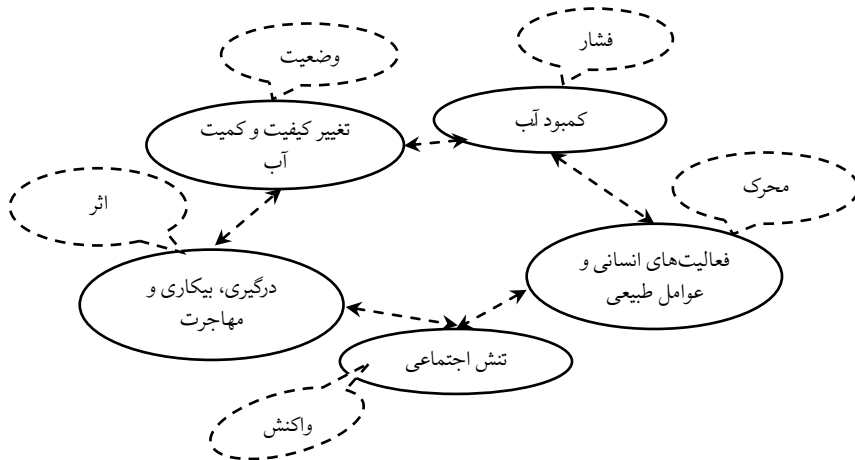 فشار
وضعیت
کمبود آب
تغییر کیفیت و کمیت
آب
محرک
اثر
فعالیت‌های انسانی و
عوامل طبیعی
درگیری، بیکاری و
مهاجرت
تنش اجتماعی
واکنش